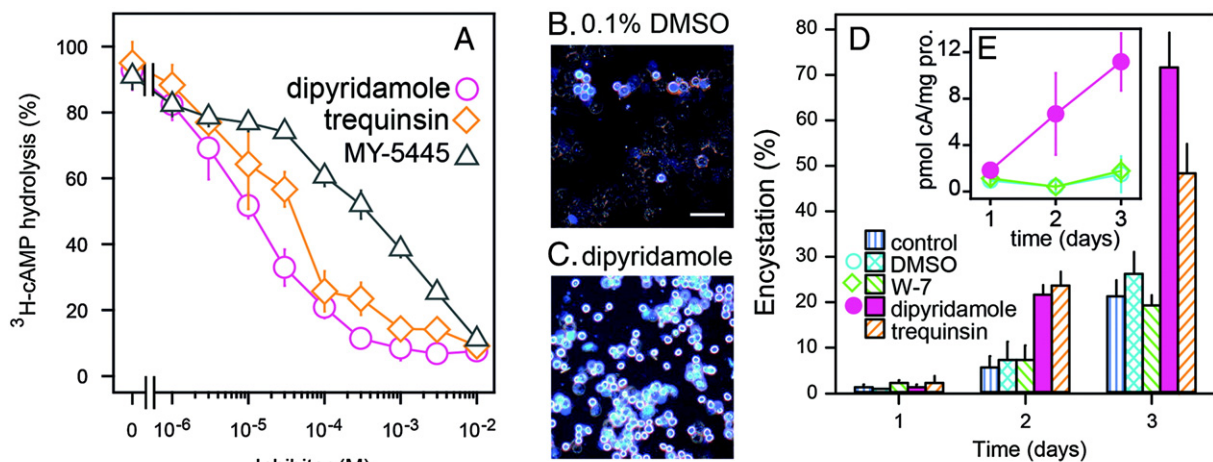 A
³H-cAMP hydrolysis (%)
100
80
60
40
20
0
dipyridamole
trequinsin
MY-5445
0 10⁻⁶ 10⁻⁵ 10⁻⁴ 10⁻³ 10⁻²
B. 0.1% DMSO
C. dipyridamole
D
Encystation (%)
80
70
60
50
40
30
20
10
0
control
DMSO
W-7
dipyridamole
trequinsin
1 2 3
Time (days)
E
pmol cA/mg pro.
12
8
4
0
1 2 3
time (days)